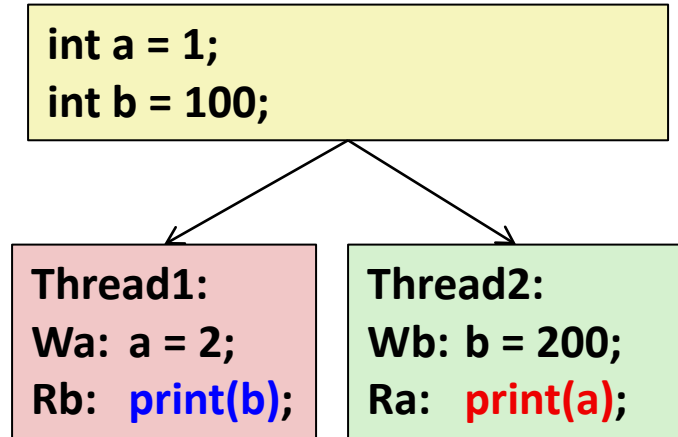 int a = 1;
int b = 100;
Thread1:
Wa: a = 2;
Rb: print(b);
Thread2:
Wb: b = 200;
Ra: print(a);